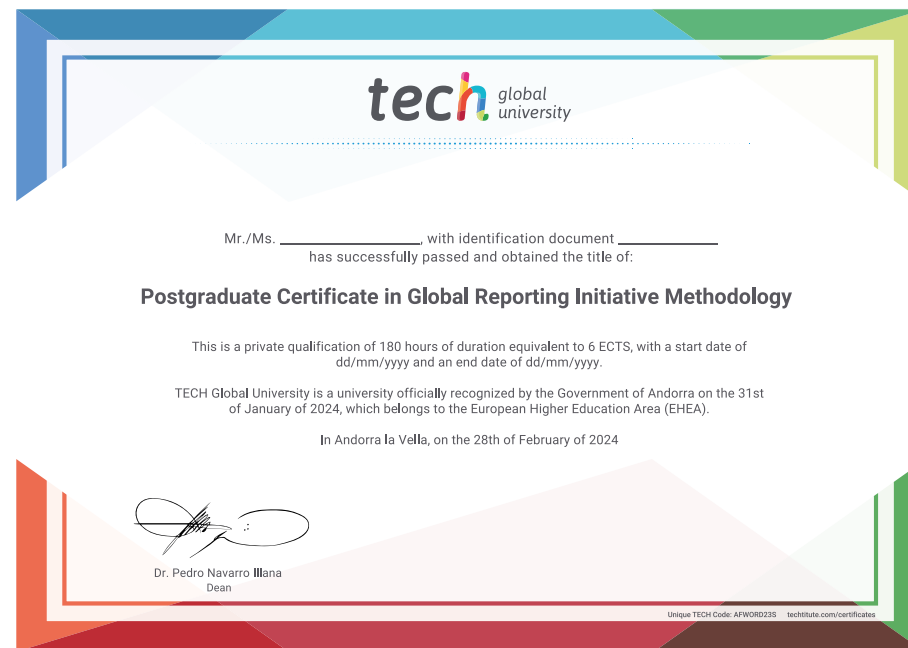 tech global university
Mr./Ms. ____________________, with identification document ______________
has successfully passed and obtained the title of:
Postgraduate Certificate in Global Reporting Initiative Methodology
This is a private qualification of 180 hours of duration equivalent to 6 ECTS, with a start date of
dd/mm/yyyy and an end date of dd/mm/yyyy.
TECH Global University is a university officially recognized by the Government of Andorra on the 31st
of January of 2024, which belongs to the European Higher Education Area (EHEA).
In Andorra la Vella, on the 28th of February of 2024
Dr. Pedro Navarro Illana
Dean
Unique TECH Code: AFWORD23S techtitute.com/certificates